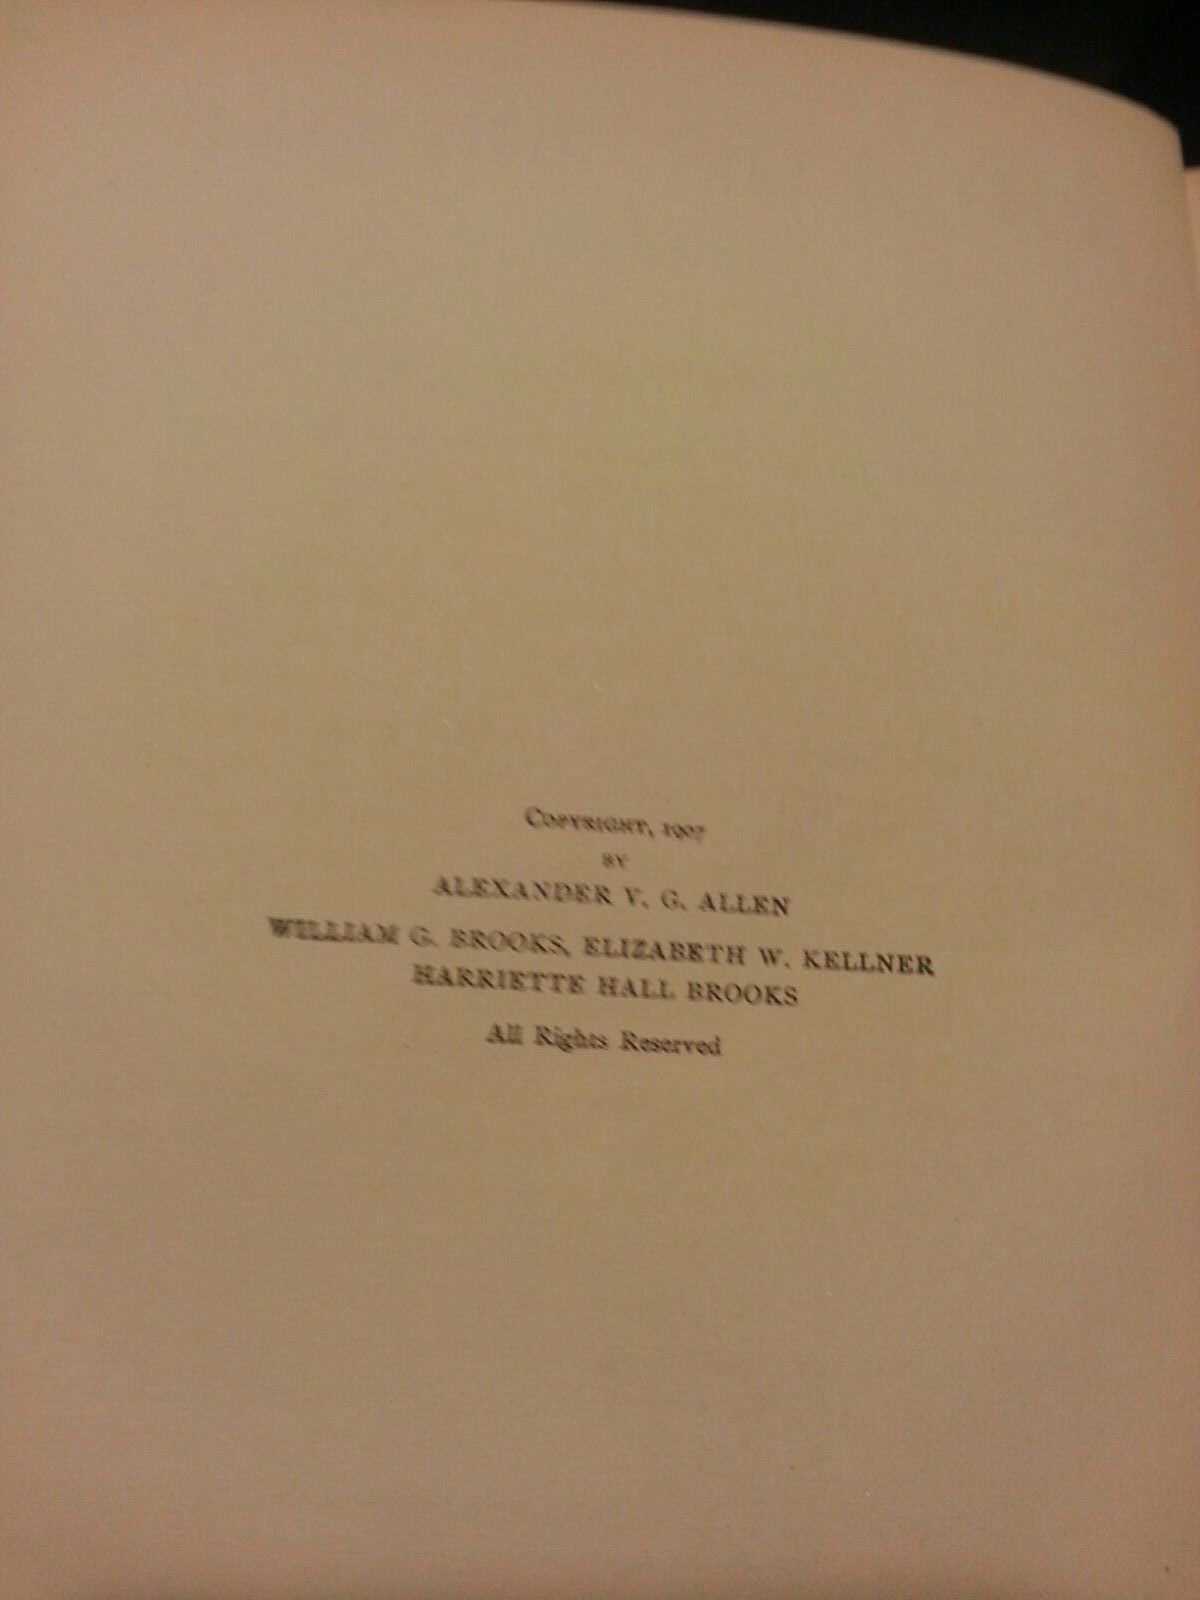 COPYRIGHT, 1907
BY
ALEXANDER V. G. ALLEN
WILLIAM G. BROOKS, ELIZABETH W. KELLNER
HARRIETTE HALL BROOKS
All Rights Reserved